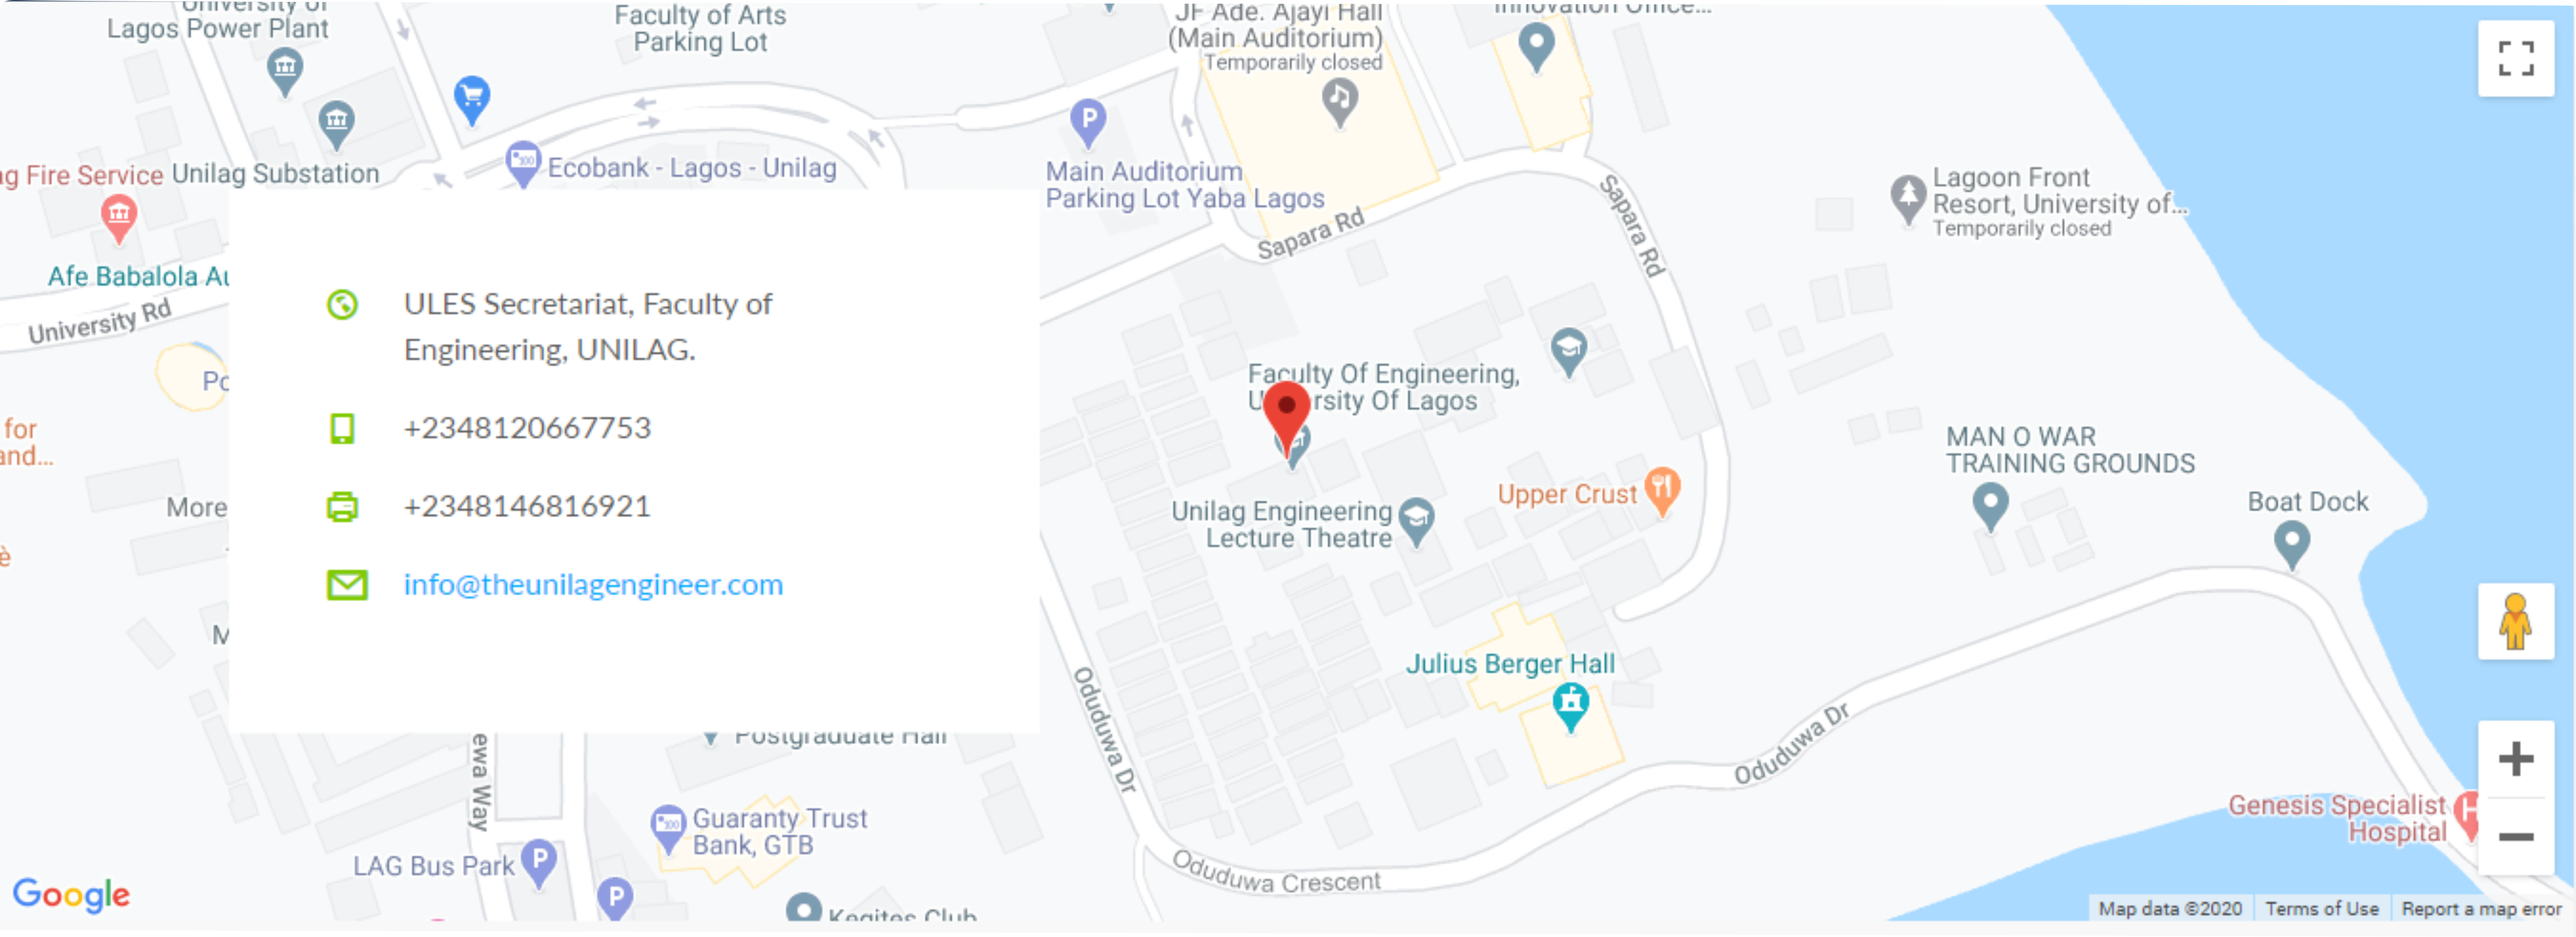 University of
Lagos Power Plant
Faculty of Arts
Parking Lot
JF Ade. Ajayi Hall
(Main Auditorium)
Temporarily closed
Innovation Office...
Ecobank - Lagos - Unilag
P
Main Auditorium
Parking Lot Yaba Lagos
Fire Service
Unilag Substation
Lagoon Front
Resort, University of...
Temporarily closed
Sapara Rd
Sapara Rd
Afe Babalola Au
University Rd
Po
for
and...
More
è
M
ULES Secretariat, Faculty of
Engineering, UNILAG.
+2348120667753
+2348146816921
info@theunilagengineer.com
Faculty Of Engineering,
University Of Lagos
Unilag Engineering
Lecture Theatre
Upper Crust
MAN O WAR
TRAINING GROUNDS
Boat Dock
Julius Berger Hall
Oduduwa Dr
Oduduwa Dr
Oduduwa Crescent
Postgraduate Hall
ewa Way
Guaranty Trust
Bank, GTB
LAG Bus Park
P
P
Kegites Club
Genesis Specialist
Hospital
H
Google
Map data ©2020
Terms of Use
Report a map error